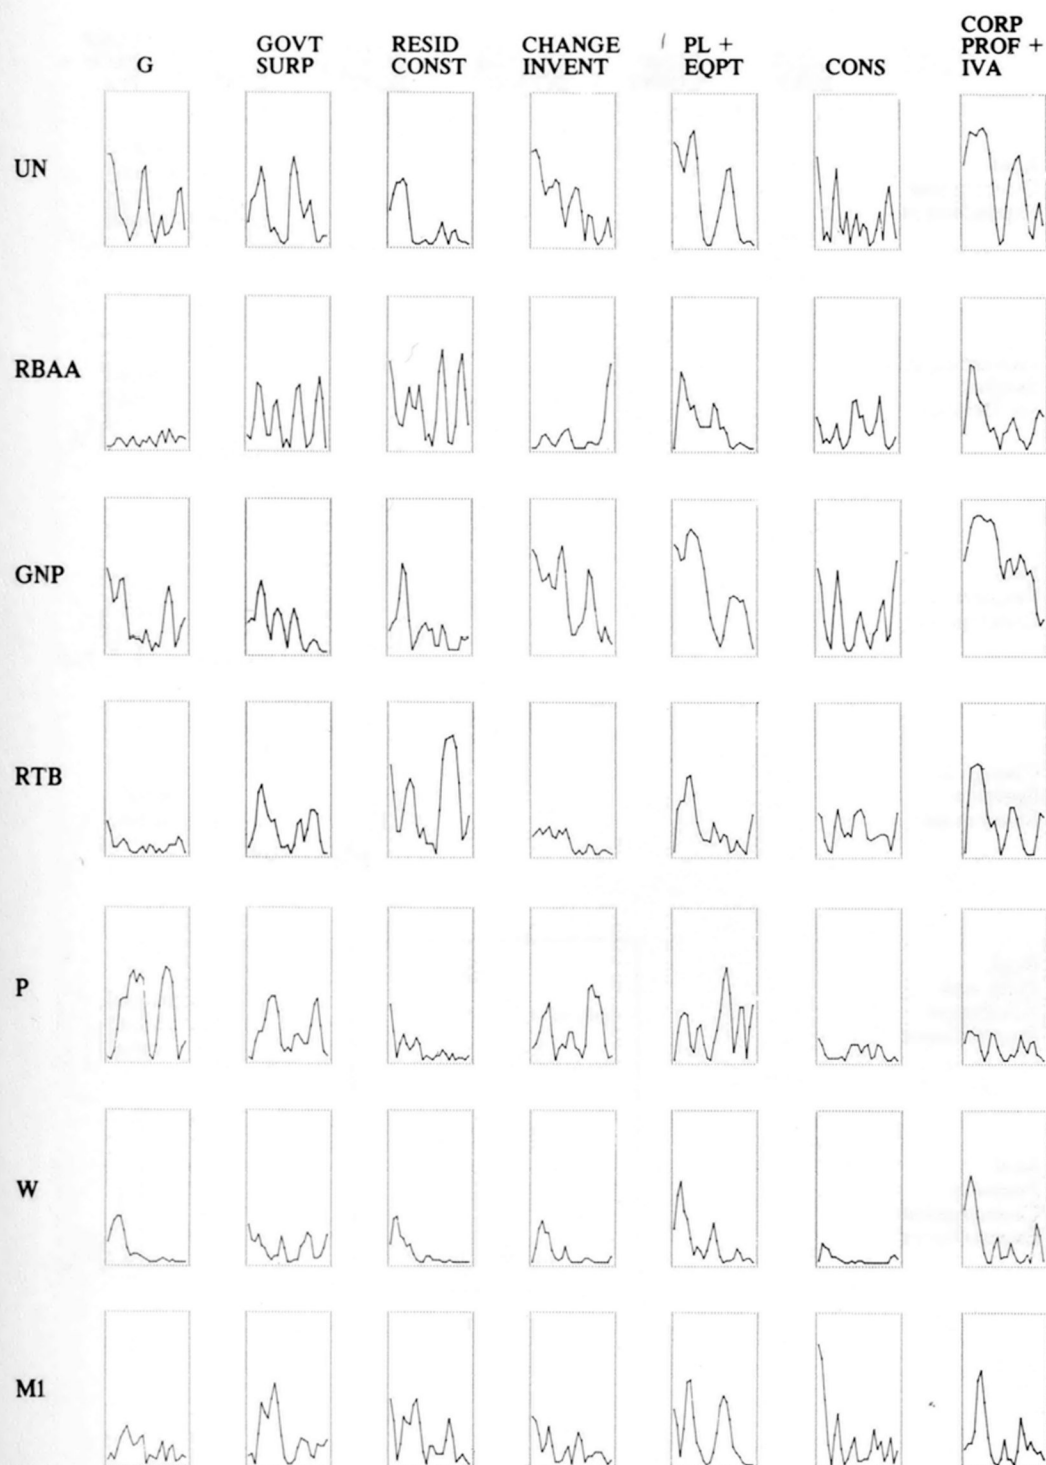 G
GOVT
SURP
RESID
CONST
CHANGE
INVENT
PL +
EQPT
CONS
CORP
PROF +
IVA
UN
RBAA
GNP
RTB
P
W
M1